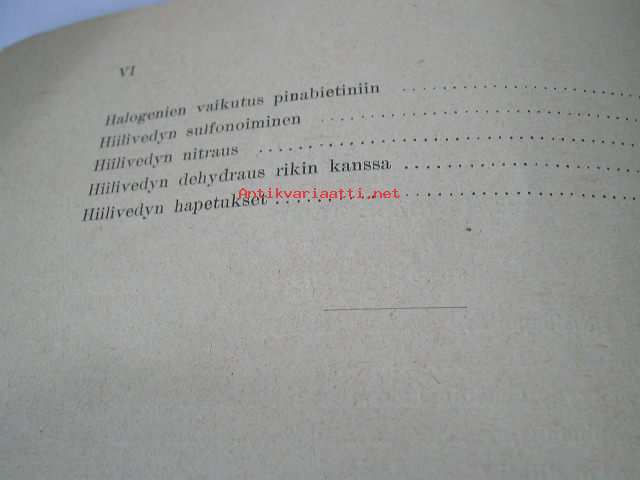 VI
Halogenien vaikutus pinabietiniin
Hiilivedyn sulfonoiminen
Hiilivedyn nitraus
Hiilivedyn dehydraus rikin kanssa
Antikvariaatti.net
Hiilivedyn hapetukset